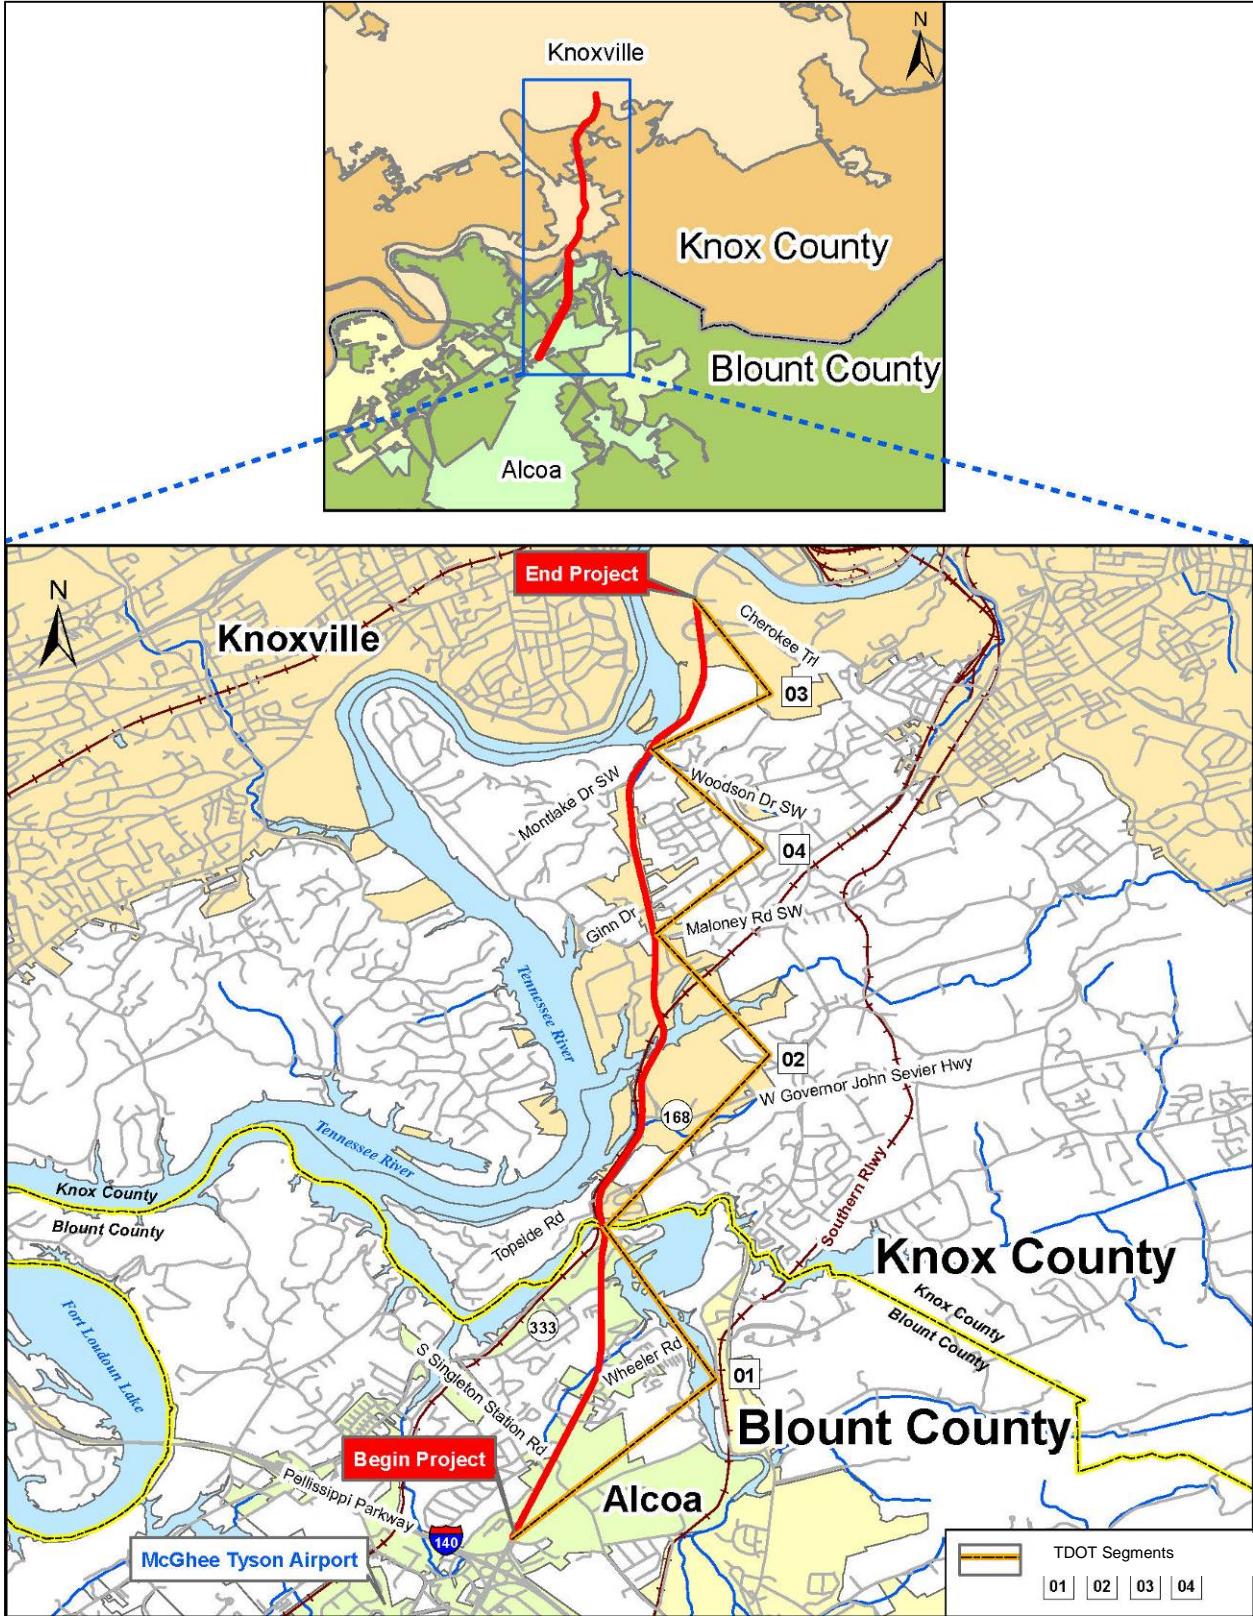 N
Knoxville
Knox County
Blount County
Alcoa
End Project
N
Knoxville
Cherokee Trl
03
Montlake Dr SW
Woodson Dr SW
04
Ginn Dr
Maloney Rd SW
Tennessee River
02
W Governor John Sevier Hwy
168
Tennessee River
Knox County
Blount County
Topside Rd
Southern Rlwy
Knox County
Knox County
Blount County
Fort Loudoun Lake
333
S Singleton Station Rd
Wheeler Rd
01
Blount County
Begin Project
Pellissippi Parkway
Alcoa
140
McGhee Tyson Airport
TDOT Segments
01 02 03 04